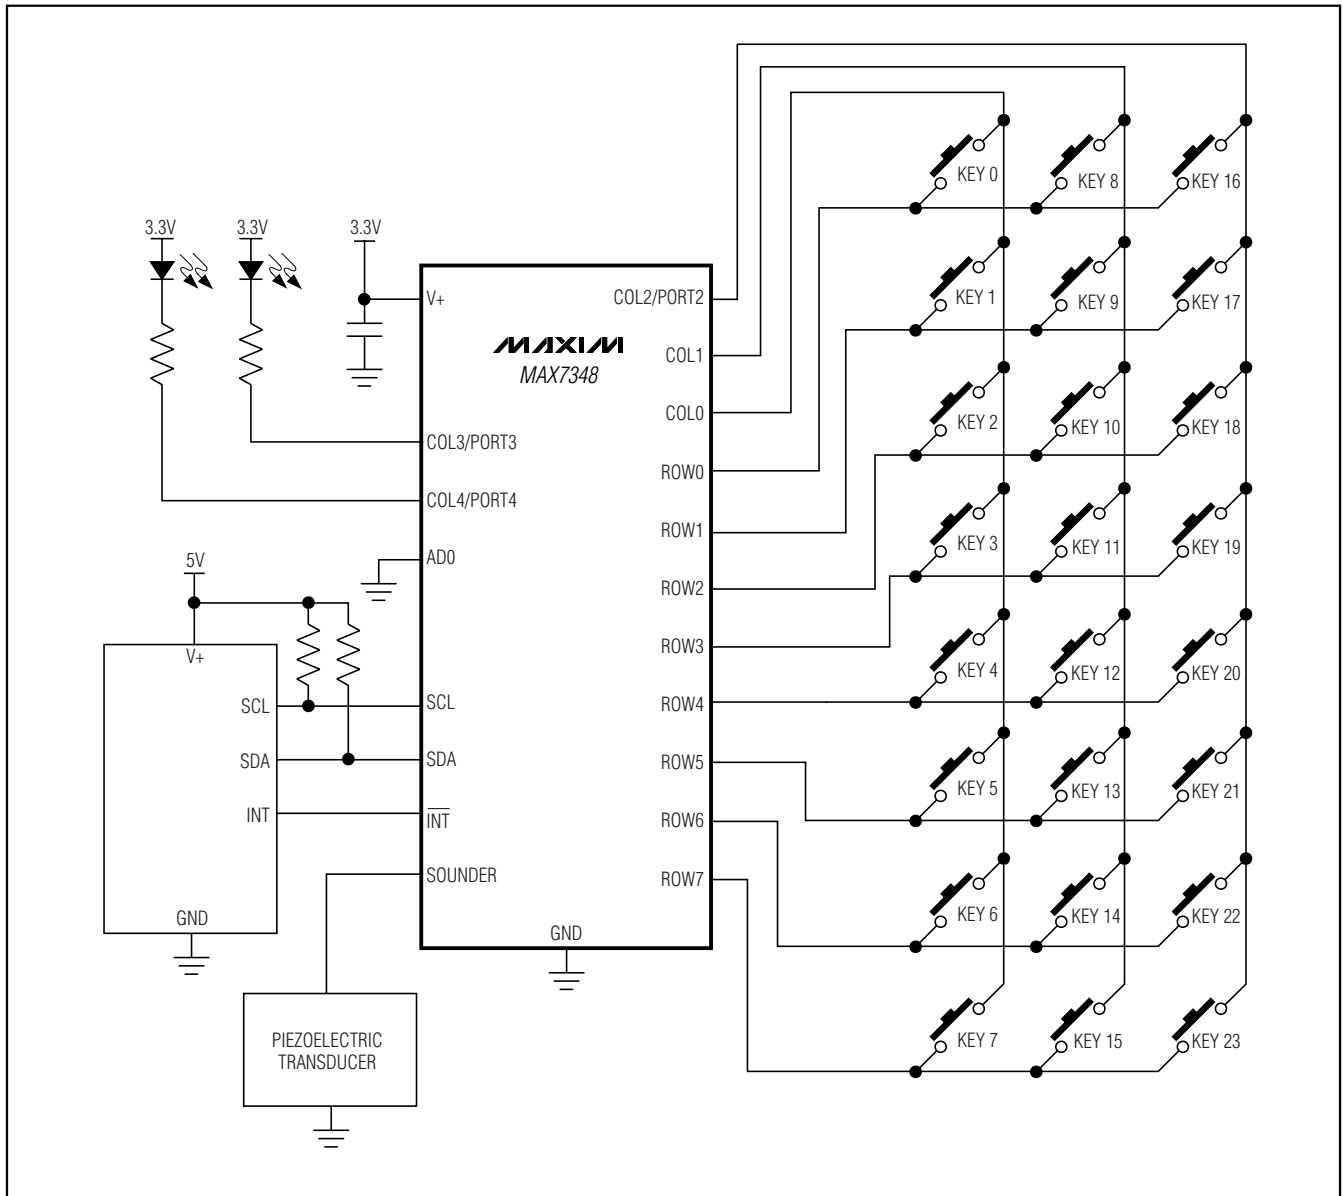 KEY 0 KEY 8 KEY 16
3.3V 3.3V 3.3V
KEY 1 KEY 9 KEY 17
V+ COL2/PORT2
MAXIM
MAX7348
COL1
COL0
KEY 2 KEY 10 KEY 18
COL3/PORT3
ROW0
COL4/PORT4
ROW1
KEY 3 KEY 11 KEY 19
AD0
5V
ROW2
V+
ROW3
KEY 4 KEY 12 KEY 20
SCL SCL ROW4
SDA SDA ROW5
KEY 5 KEY 13 KEY 21
INT INT ROW6
SOUNDER ROW7
KEY 6 KEY 14 KEY 22
GND
GND
PIEZOELECTRIC
TRANSDUCER
KEY 7 KEY 15 KEY 23